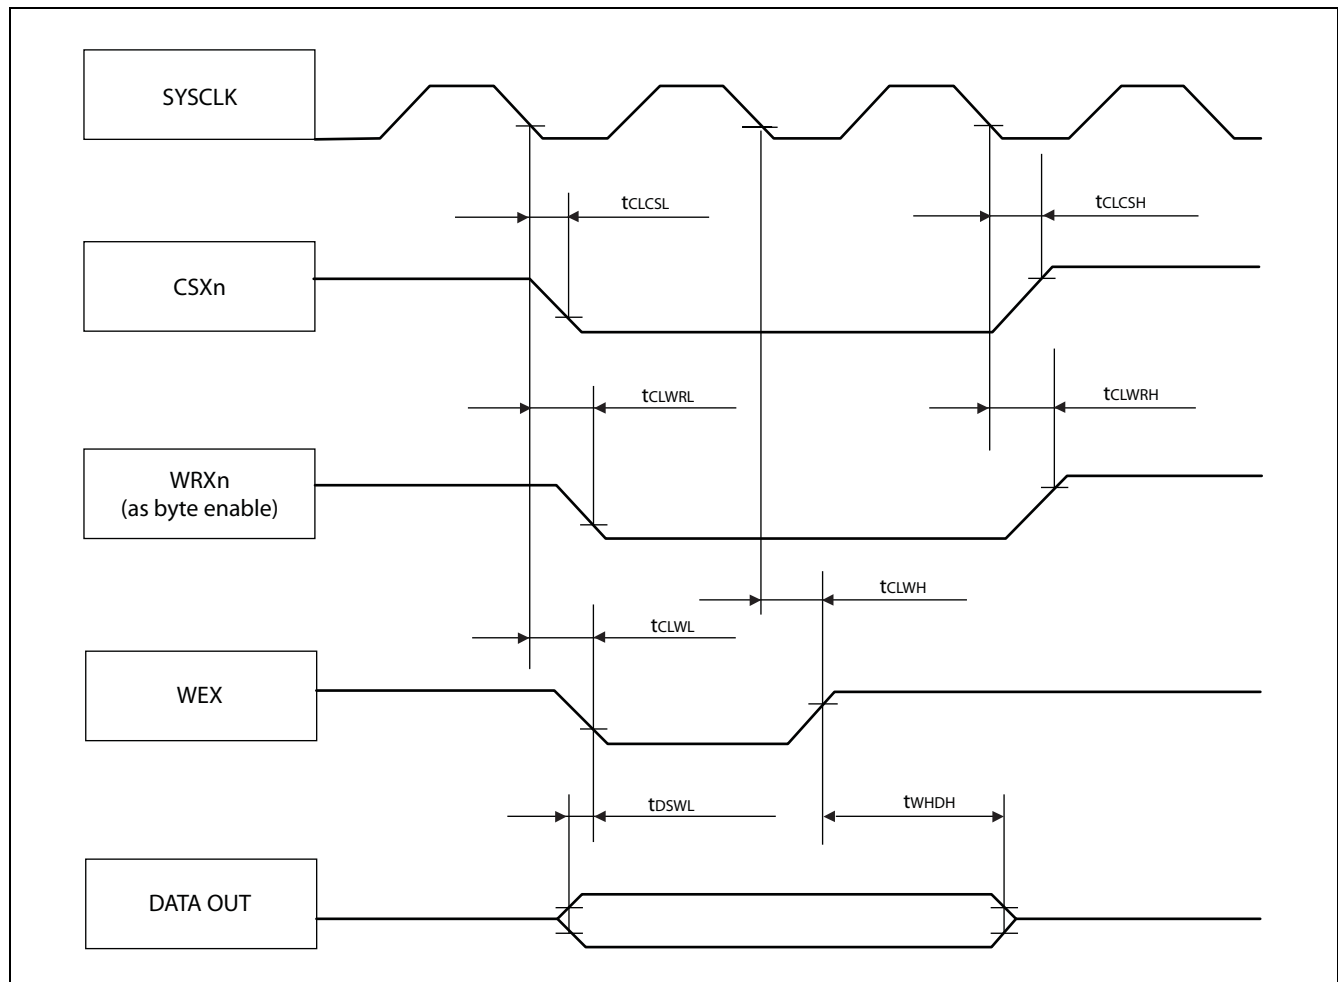 SYSCLK
tCLCSL
tCLCSH
CSXn
tCLWRL
tCLWRH
WRXn
(as byte enable)
tCLWH
tCLWL
WEX
tDSWL
tWHDH
DATA OUT